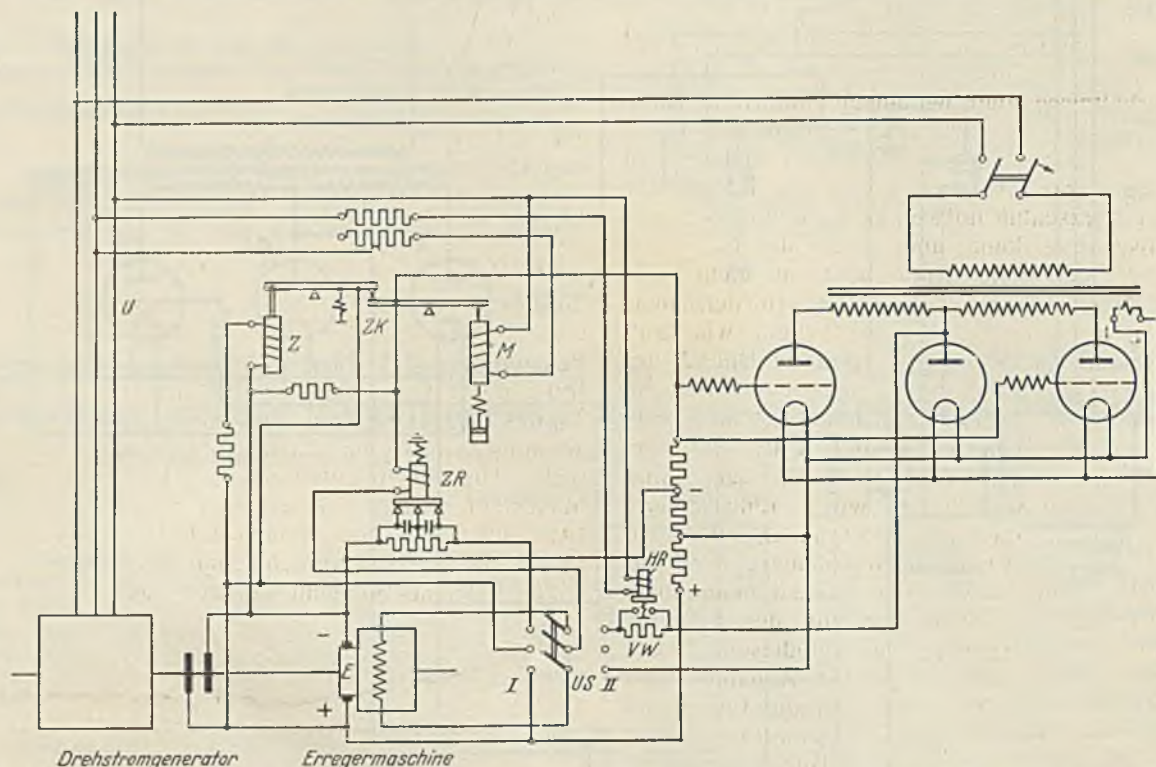 U
Z
ZK
M
ZR
-
HR
+
VW
-
E
+
I
US II
Drehstromgenerator
Erregermaschine